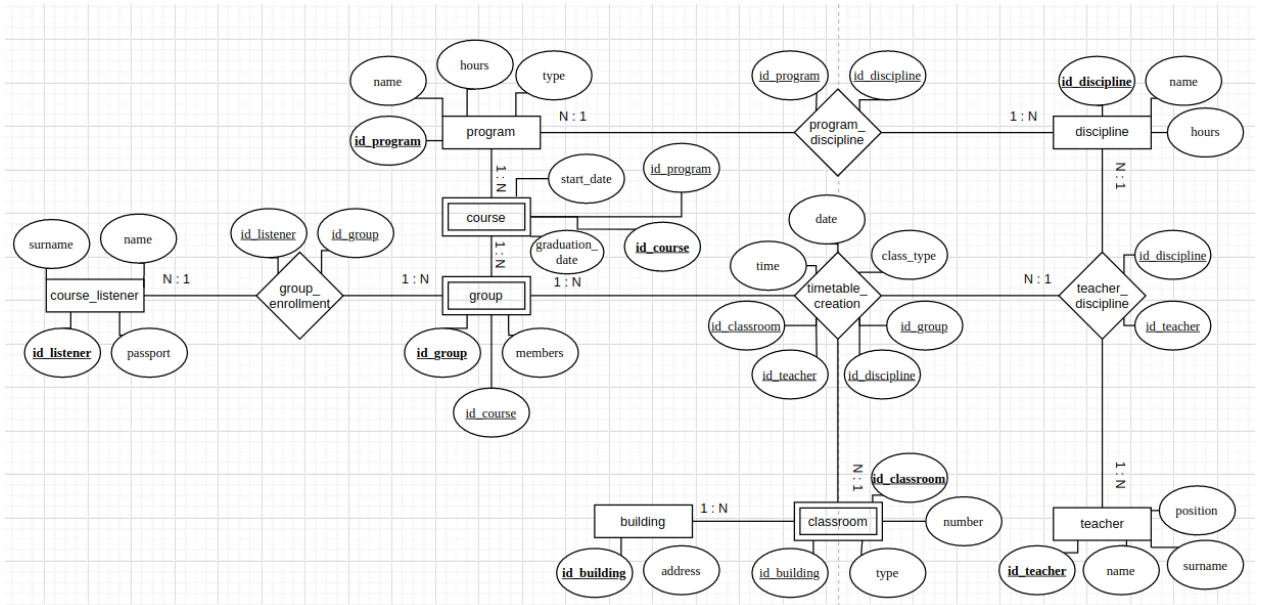 hours
name
type
id_program
id_discipline
id_discipline
name
N : 1
1 : N
program
program_
discipline
discipline
hours
id_program
1 : N
start_date
id_program
N : 1
course
date
surname
name
id_listener
id_group
graduation_
date
id_course
1 : N
class_type
id_discipline
time
N : 1
1 : N
1 : N
N : 1
course_listener
group_
enrollment
group
timetable_
creation
teacher_
discipline
id_classroom
id_group
id_teacher
id_listener
passport
id_group
members
id_teacher
id_discipline
id_course
N : 1
id_classroom
1 : N
1 : N
building
classroom
number
teacher
position
id_building
address
id_building
type
id_teacher
name
surname